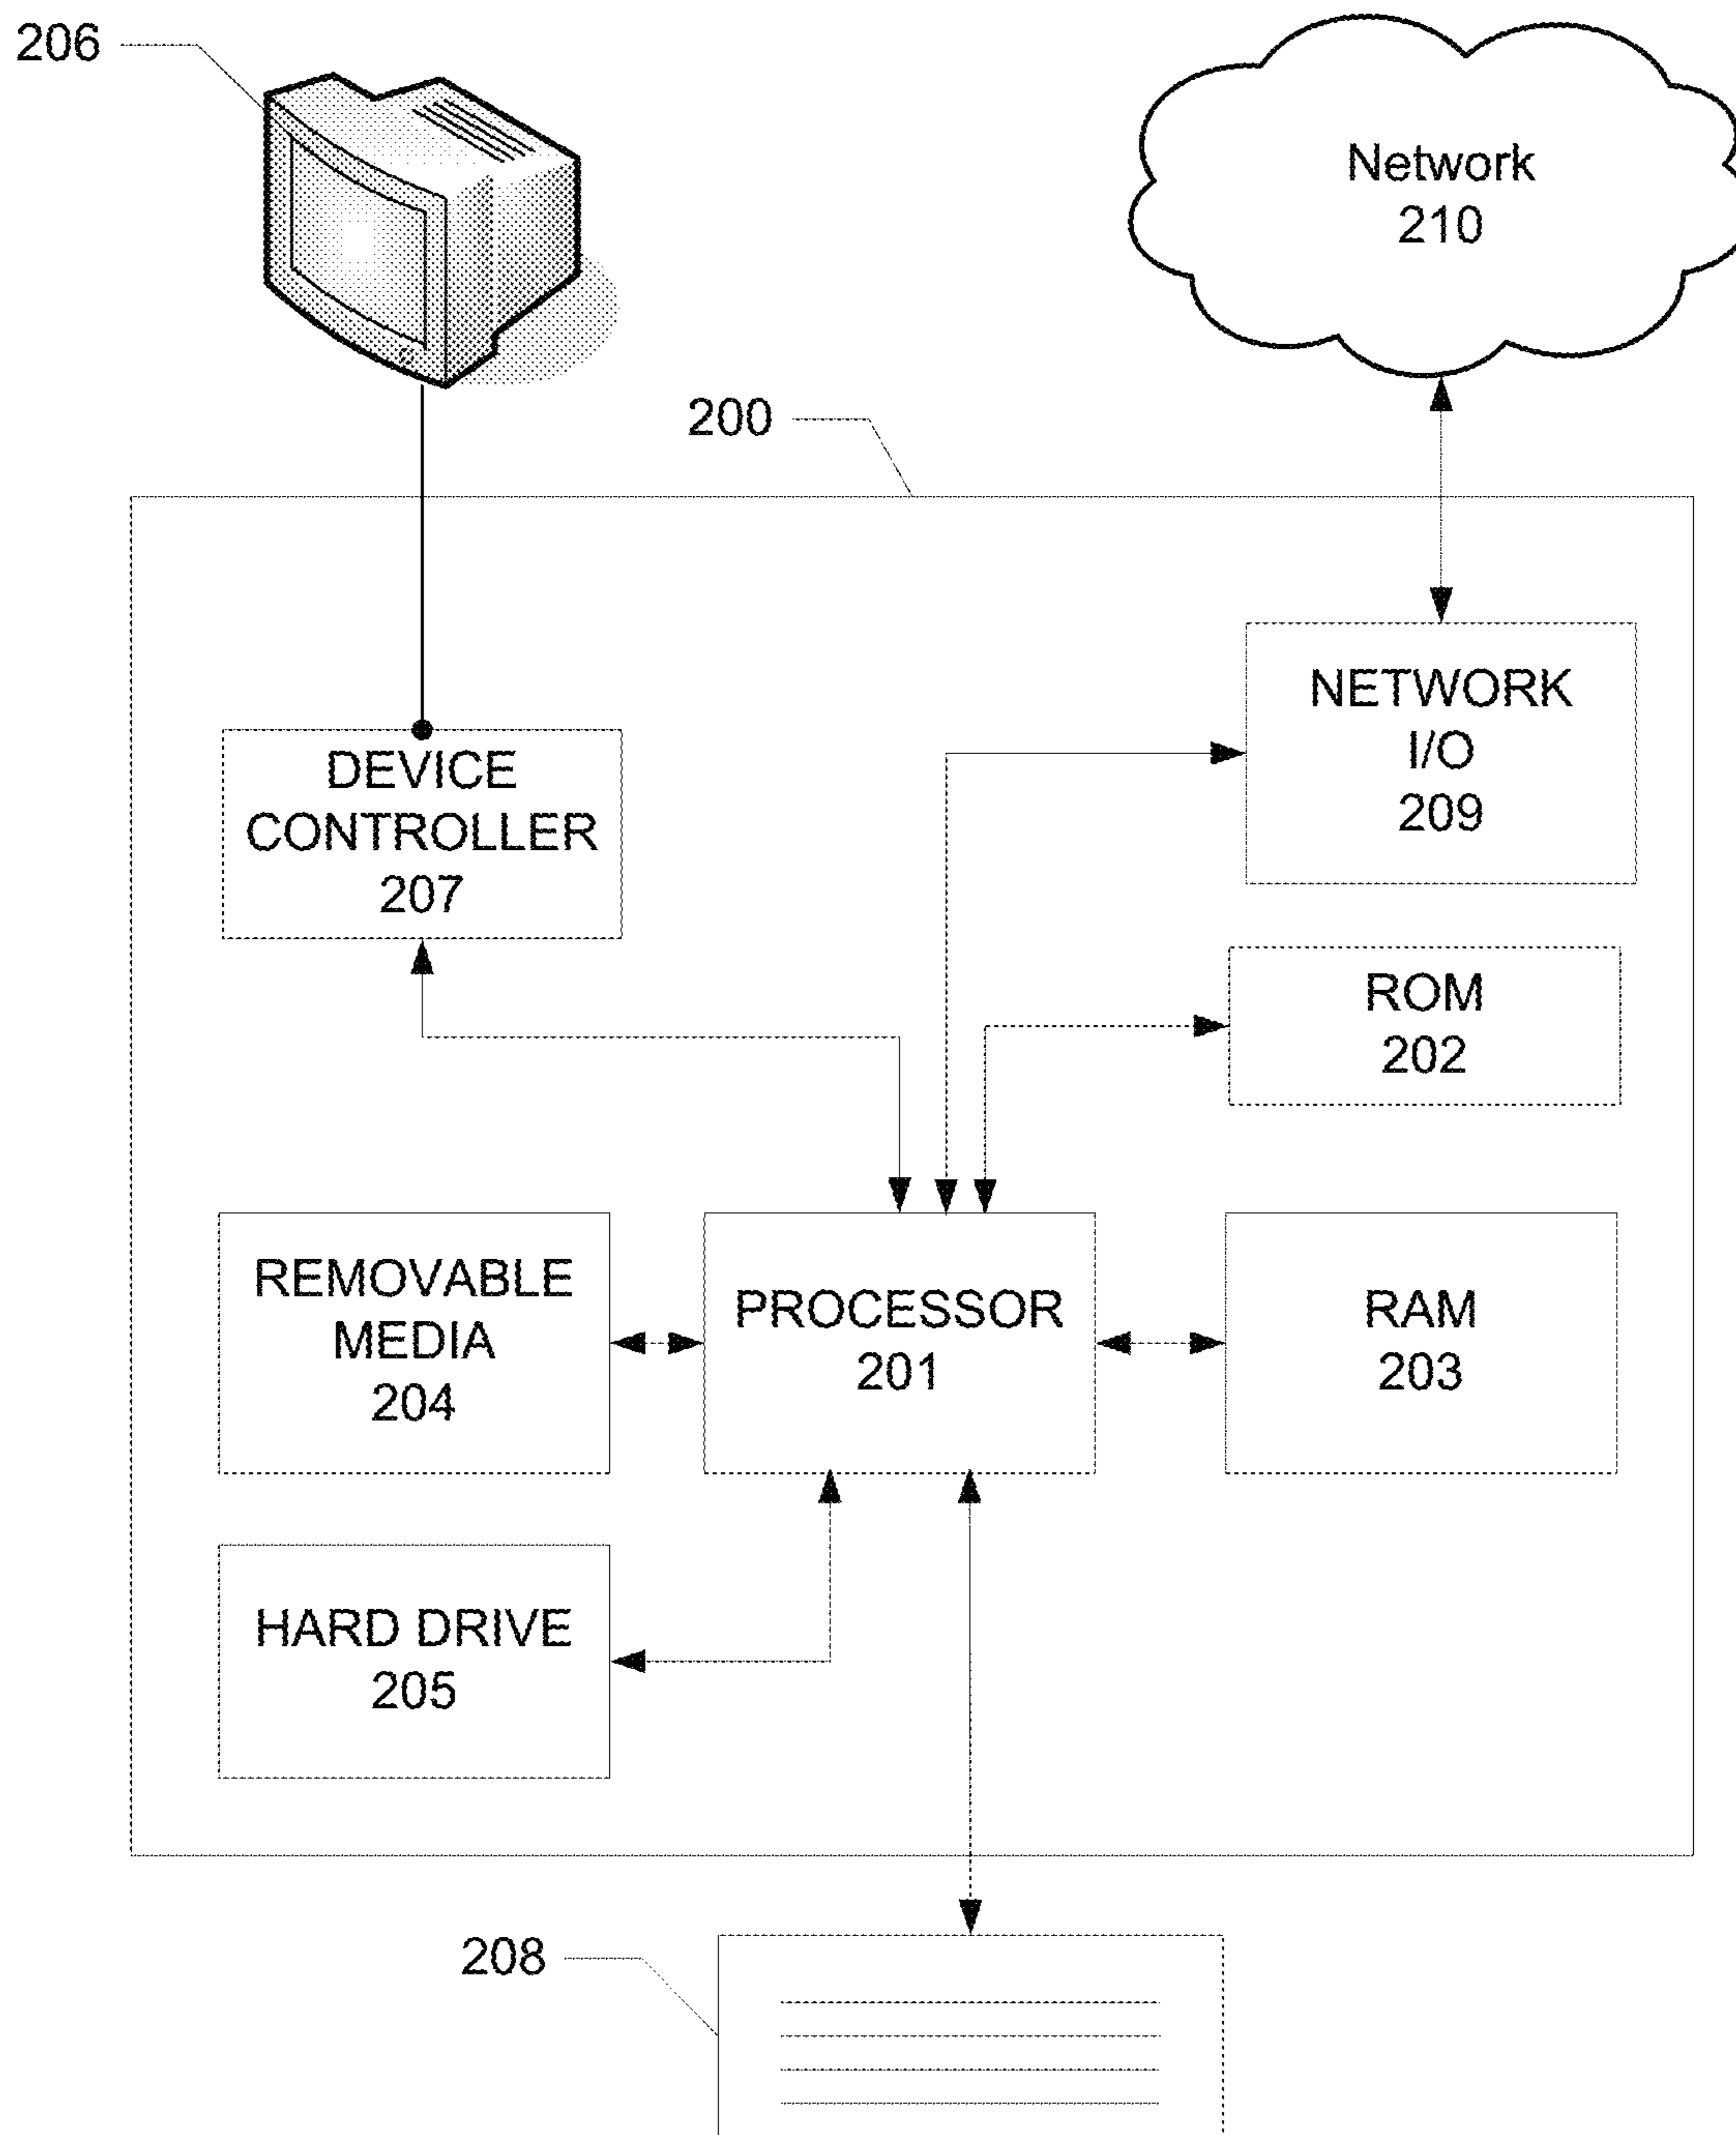 206
Network
210
200
NETWORK
I/O
209
DEVICE
CONTROLLER
207
ROM
202
REMOVABLE
MEDIA
204
PROCESSOR
201
RAM
203
HARD DRIVE
205
208